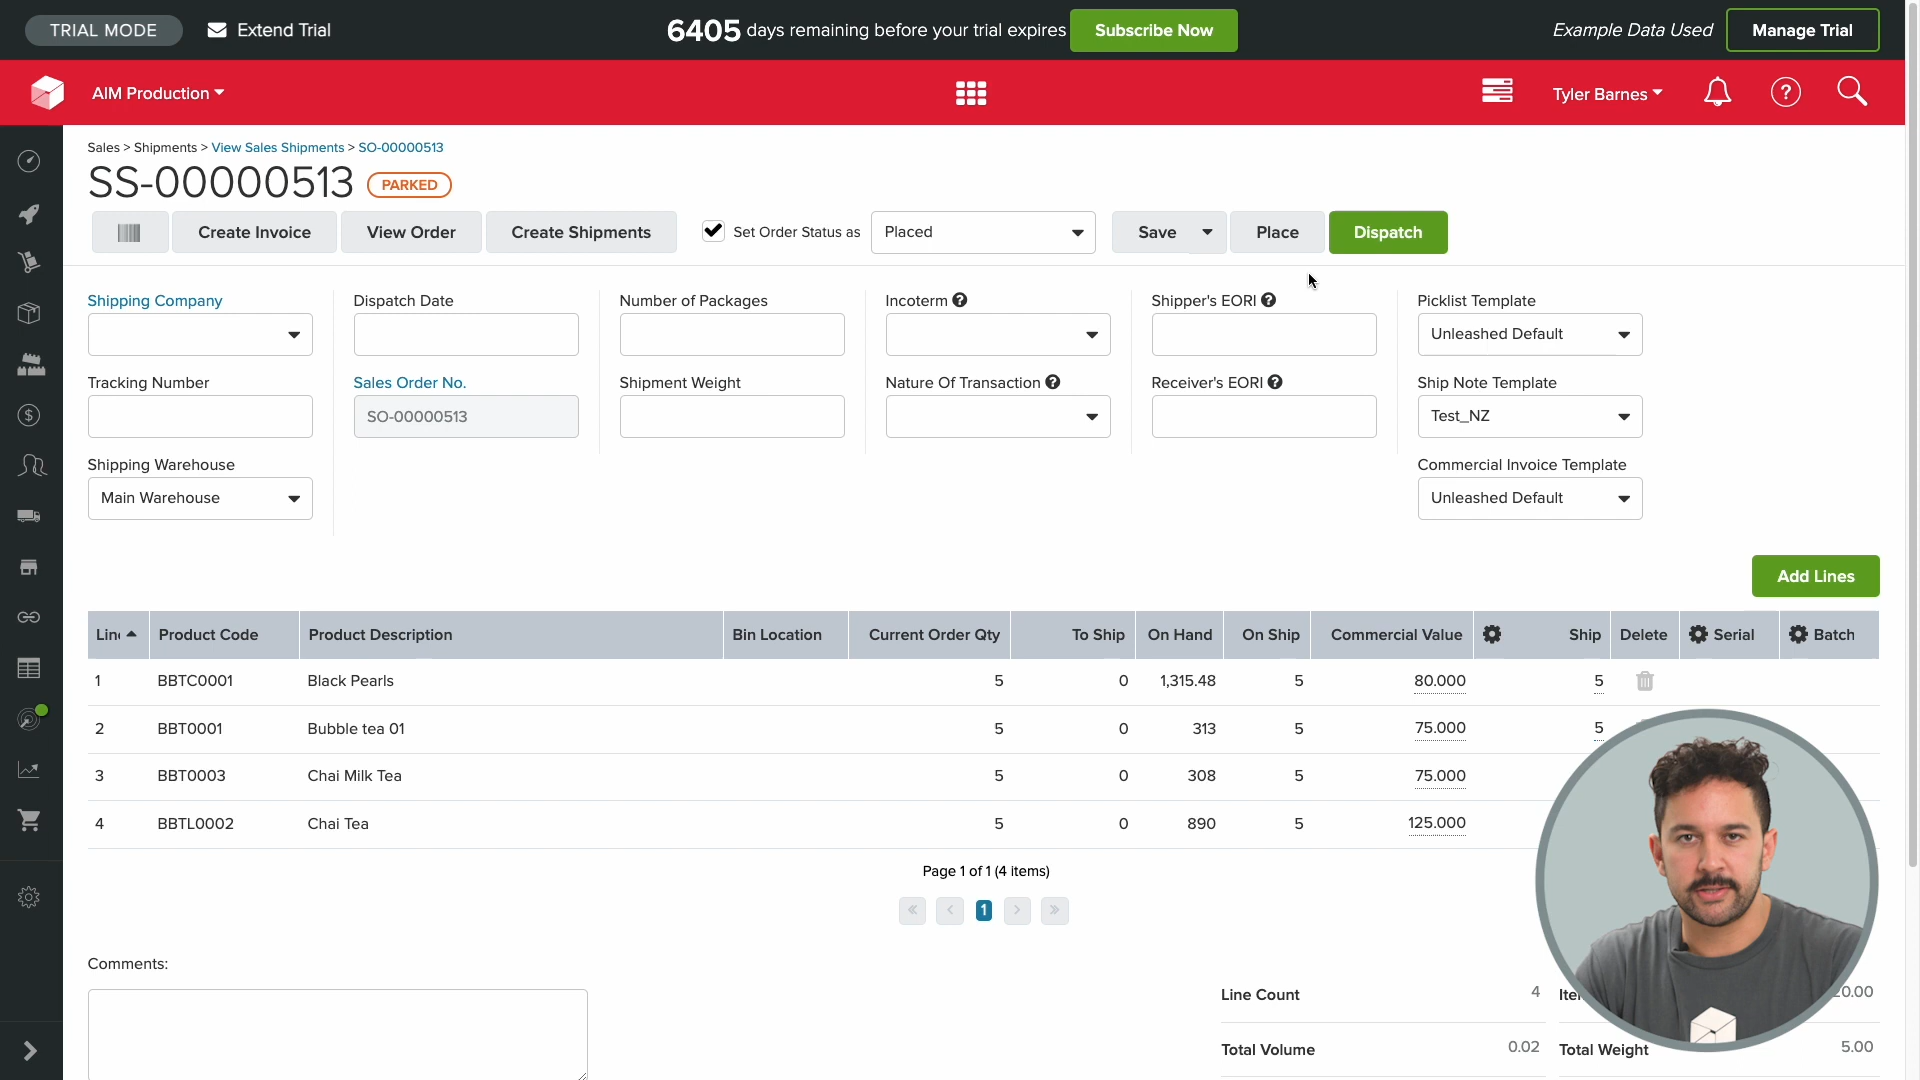 TRIAL MODE Extend Trial 6405 days remaining before your trial expires Subscribe Now Example Data Used Manage Trial
AIM Production Tyler Barnes
Sales > Shipments > View Sales Shipments > SO-00000513
SS-00000513 PARKED
Create Invoice View Order Create Shipments Set Order Status as Placed Save Place Dispatch
Shipping Company Dispatch Date Number of Packages Incoterm ? Shipper's EORI ? Picklist Template
Unleashed Default
Tracking Number Sales Order No. Shipment Weight Nature Of Transaction ? Receiver's EORI ? Ship Note Template
SO-00000513 Test_NZ
Shipping Warehouse Commercial Invoice Template
Main Warehouse Unleashed Default
Add Lines
Product Code Product Description Bin Location Current Order Qty To Ship On Hand On Ship Commercial Value Ship Delete Serial Batch
1 BBTC0001 Black Pearls 5 0 1,315.48 5 80.000 5
2 BBT0001 Bubble tea 01 5 0 313 5 75.000 5
3 BBT0003 Chai Milk Tea 5 0 308 5 75.000
4 BBTL0002 Chai Tea 5 0 890 5 125.000
Page 1 of 1 (4 items)
« < 1 > »
Comments:
Line Count 4
Total Volume 0.02 Total Weight 5.00